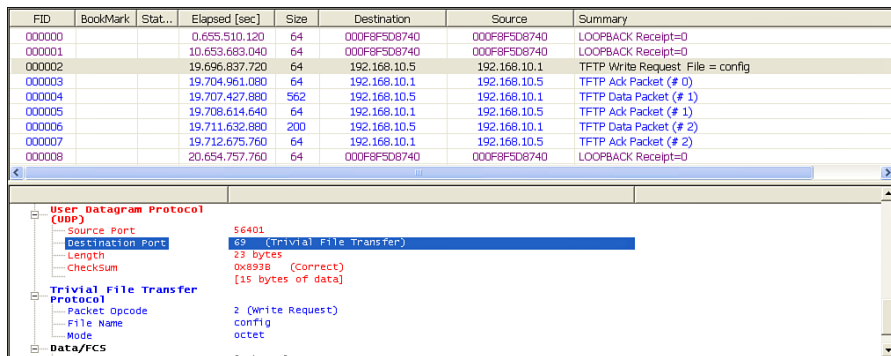 FID BookMark Stat... Elapsed [sec] Size Destination Source Summary
000000 0.655.510.120 64 000F8F5D8740 000F8F5D8740 LOOPBACK Receipt=0
000001 10.653.683.040 64 000F8F5D8740 000F8F5D8740 LOOPBACK Receipt=0
000002 19.696.837.720 64 192.168.10.5 192.168.10.1 TFTP Write Request File = config
000003 19.704.961.080 64 192.168.10.1 192.168.10.5 TFTP Ack Packet (# 0)
000004 19.707.427.880 562 192.168.10.5 192.168.10.1 TFTP Data Packet (# 1)
000005 19.708.614.640 64 192.168.10.1 192.168.10.5 TFTP Ack Packet (# 1)
000006 19.711.632.880 200 192.168.10.5 192.168.10.1 TFTP Data Packet (# 2)
000007 19.712.675.760 64 192.168.10.1 192.168.10.5 TFTP Ack Packet (# 2)
000008 20.654.757.760 64 000F8F5D8740 000F8F5D8740 LOOPBACK Receipt=0
User Datagram Protocol
(UDP)
Source Port 56401
Destination Port 69 (Trivial File Transfer)
Length 23 bytes
CheckSum 0x893B (Correct)
[15 bytes of data]
Trivial File Transfer
Protocol
Packet Opcode 2 (Write Request)
File Name config
Mode octet
Data/FCS